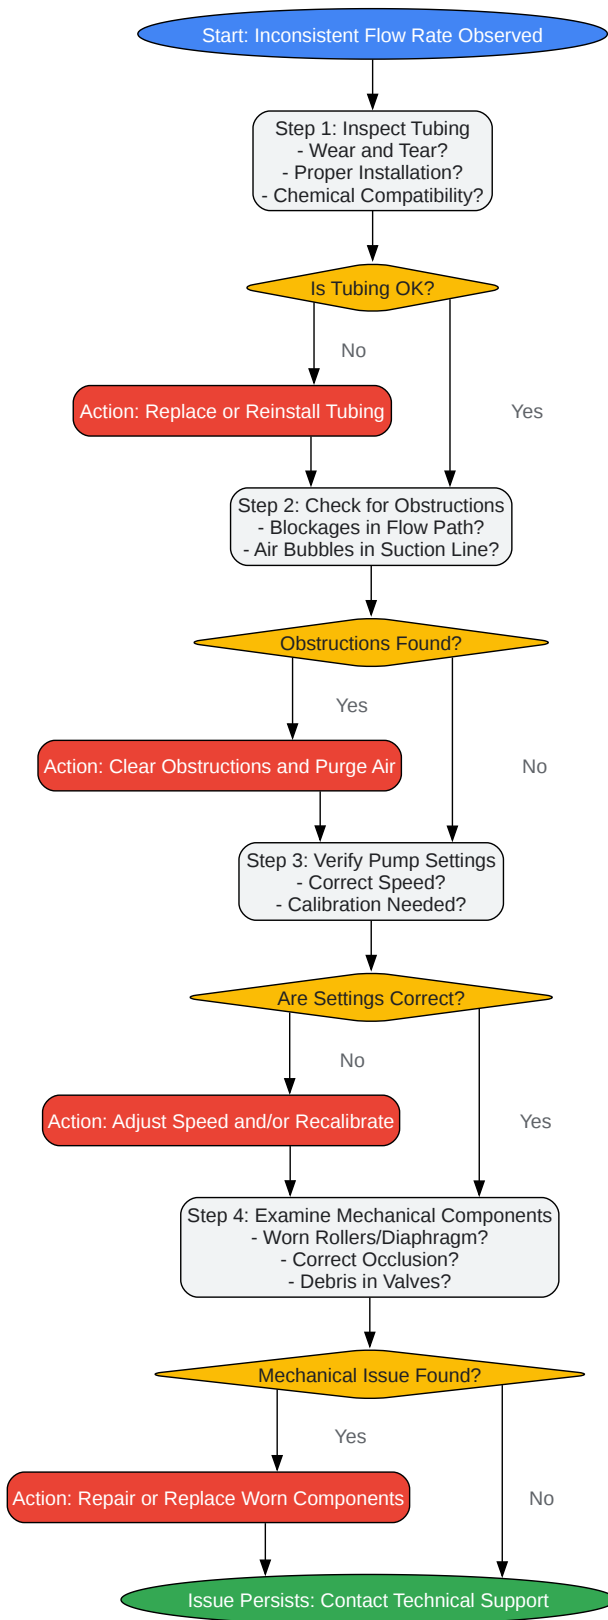 Start: Inconsistent Flow Rate Observed
Step 1: Inspect Tubing
- Wear and Tear?
- Proper Installation?
- Chemical Compatibility?
Is Tubing OK?
No
Action: Replace or Reinstall Tubing
Yes
Step 2: Check for Obstructions
- Blockages in Flow Path?
- Air Bubbles in Suction Line?
Obstructions Found?
Yes
Action: Clear Obstructions and Purge Air
No
Step 3: Verify Pump Settings
- Correct Speed?
- Calibration Needed?
Are Settings Correct?
No
Action: Adjust Speed and/or Recalibrate
Yes
Step 4: Examine Mechanical Components
- Worn Rollers/Diaphragm?
- Correct Occlusion?
- Debris in Valves?
Mechanical Issue Found?
Yes
Action: Repair or Replace Worn Components
No
Issue Persists: Contact Technical Support